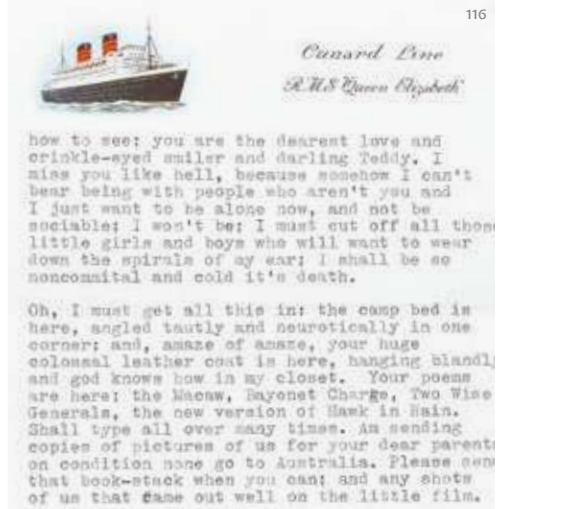 116
Cunard Line
R.M.S Queen Elizabeth
how to see; you are the dearest love and
crinkle-eyed smiler and darling Teddy. I
miss you like hell, because somehow I can't
bear being with people who aren't you and
I just want to be alone now, and not be
sociable; I won't be; I must cut off all those
little girls and boys who will want to wear
down the spirals of my ear; I shall be so
noncommital and cold it's death.
Oh, I must get all this in: the camp bed is
here, angled tautly and neurotically in one
corner; and, amaze of amaze, your huge
colossal leather coat is here, hanging blandly
and god knows how in my closet. Your poems
are here: the Macaw, Bayonet Charge, Two Wise
Generals, the new version of Hawk in Rain.
Shall type all over many times. Am sending
copies of pictures of us for your dear parents
on condition none go to Australia. Please sen
that book-stack when you can; and any shots
of us that came out well on the little film.